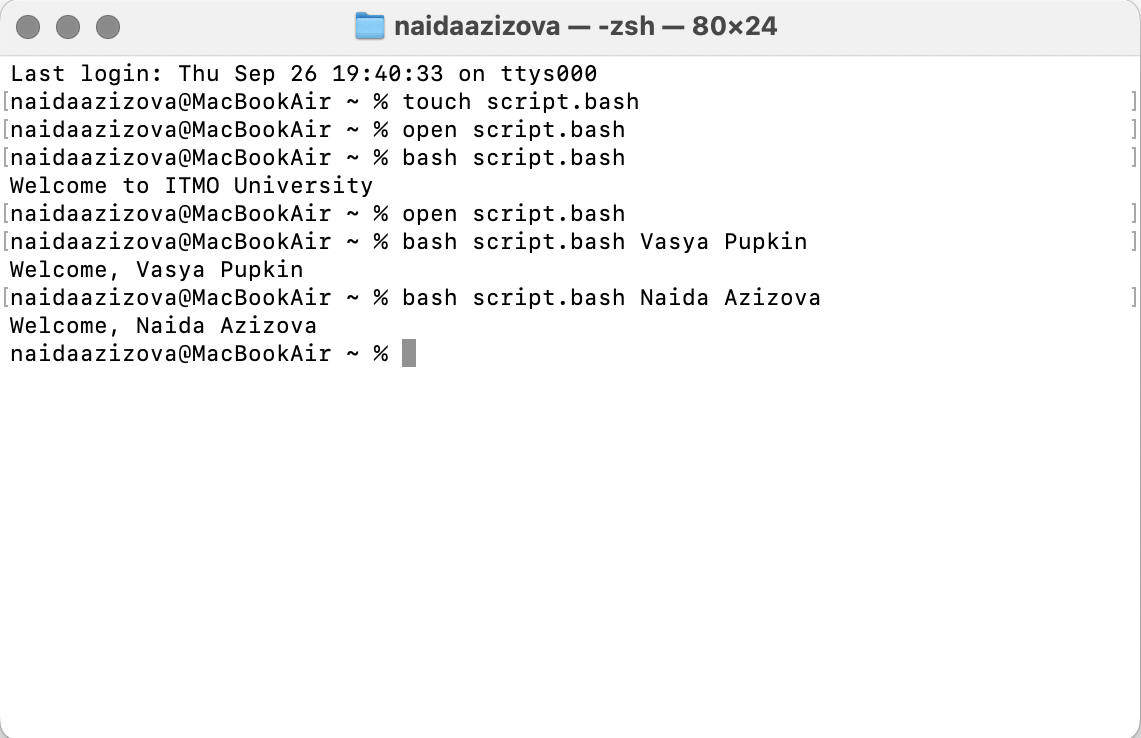 naidaazizova — -zsh — 80×24
Last login: Thu Sep 26 19:40:33 on ttys000
[naidaazizova@MacBookAir ~ % touch script.bash ]
[naidaazizova@MacBookAir ~ % open script.bash ]
[naidaazizova@MacBookAir ~ % bash script.bash ]
Welcome to ITMO University
[naidaazizova@MacBookAir ~ % open script.bash ]
[naidaazizova@MacBookAir ~ % bash script.bash Vasya Pupkin ]
Welcome, Vasya Pupkin
[naidaazizova@MacBookAir ~ % bash script.bash Naida Azizova ]
Welcome, Naida Azizova
naidaazizova@MacBookAir ~ %